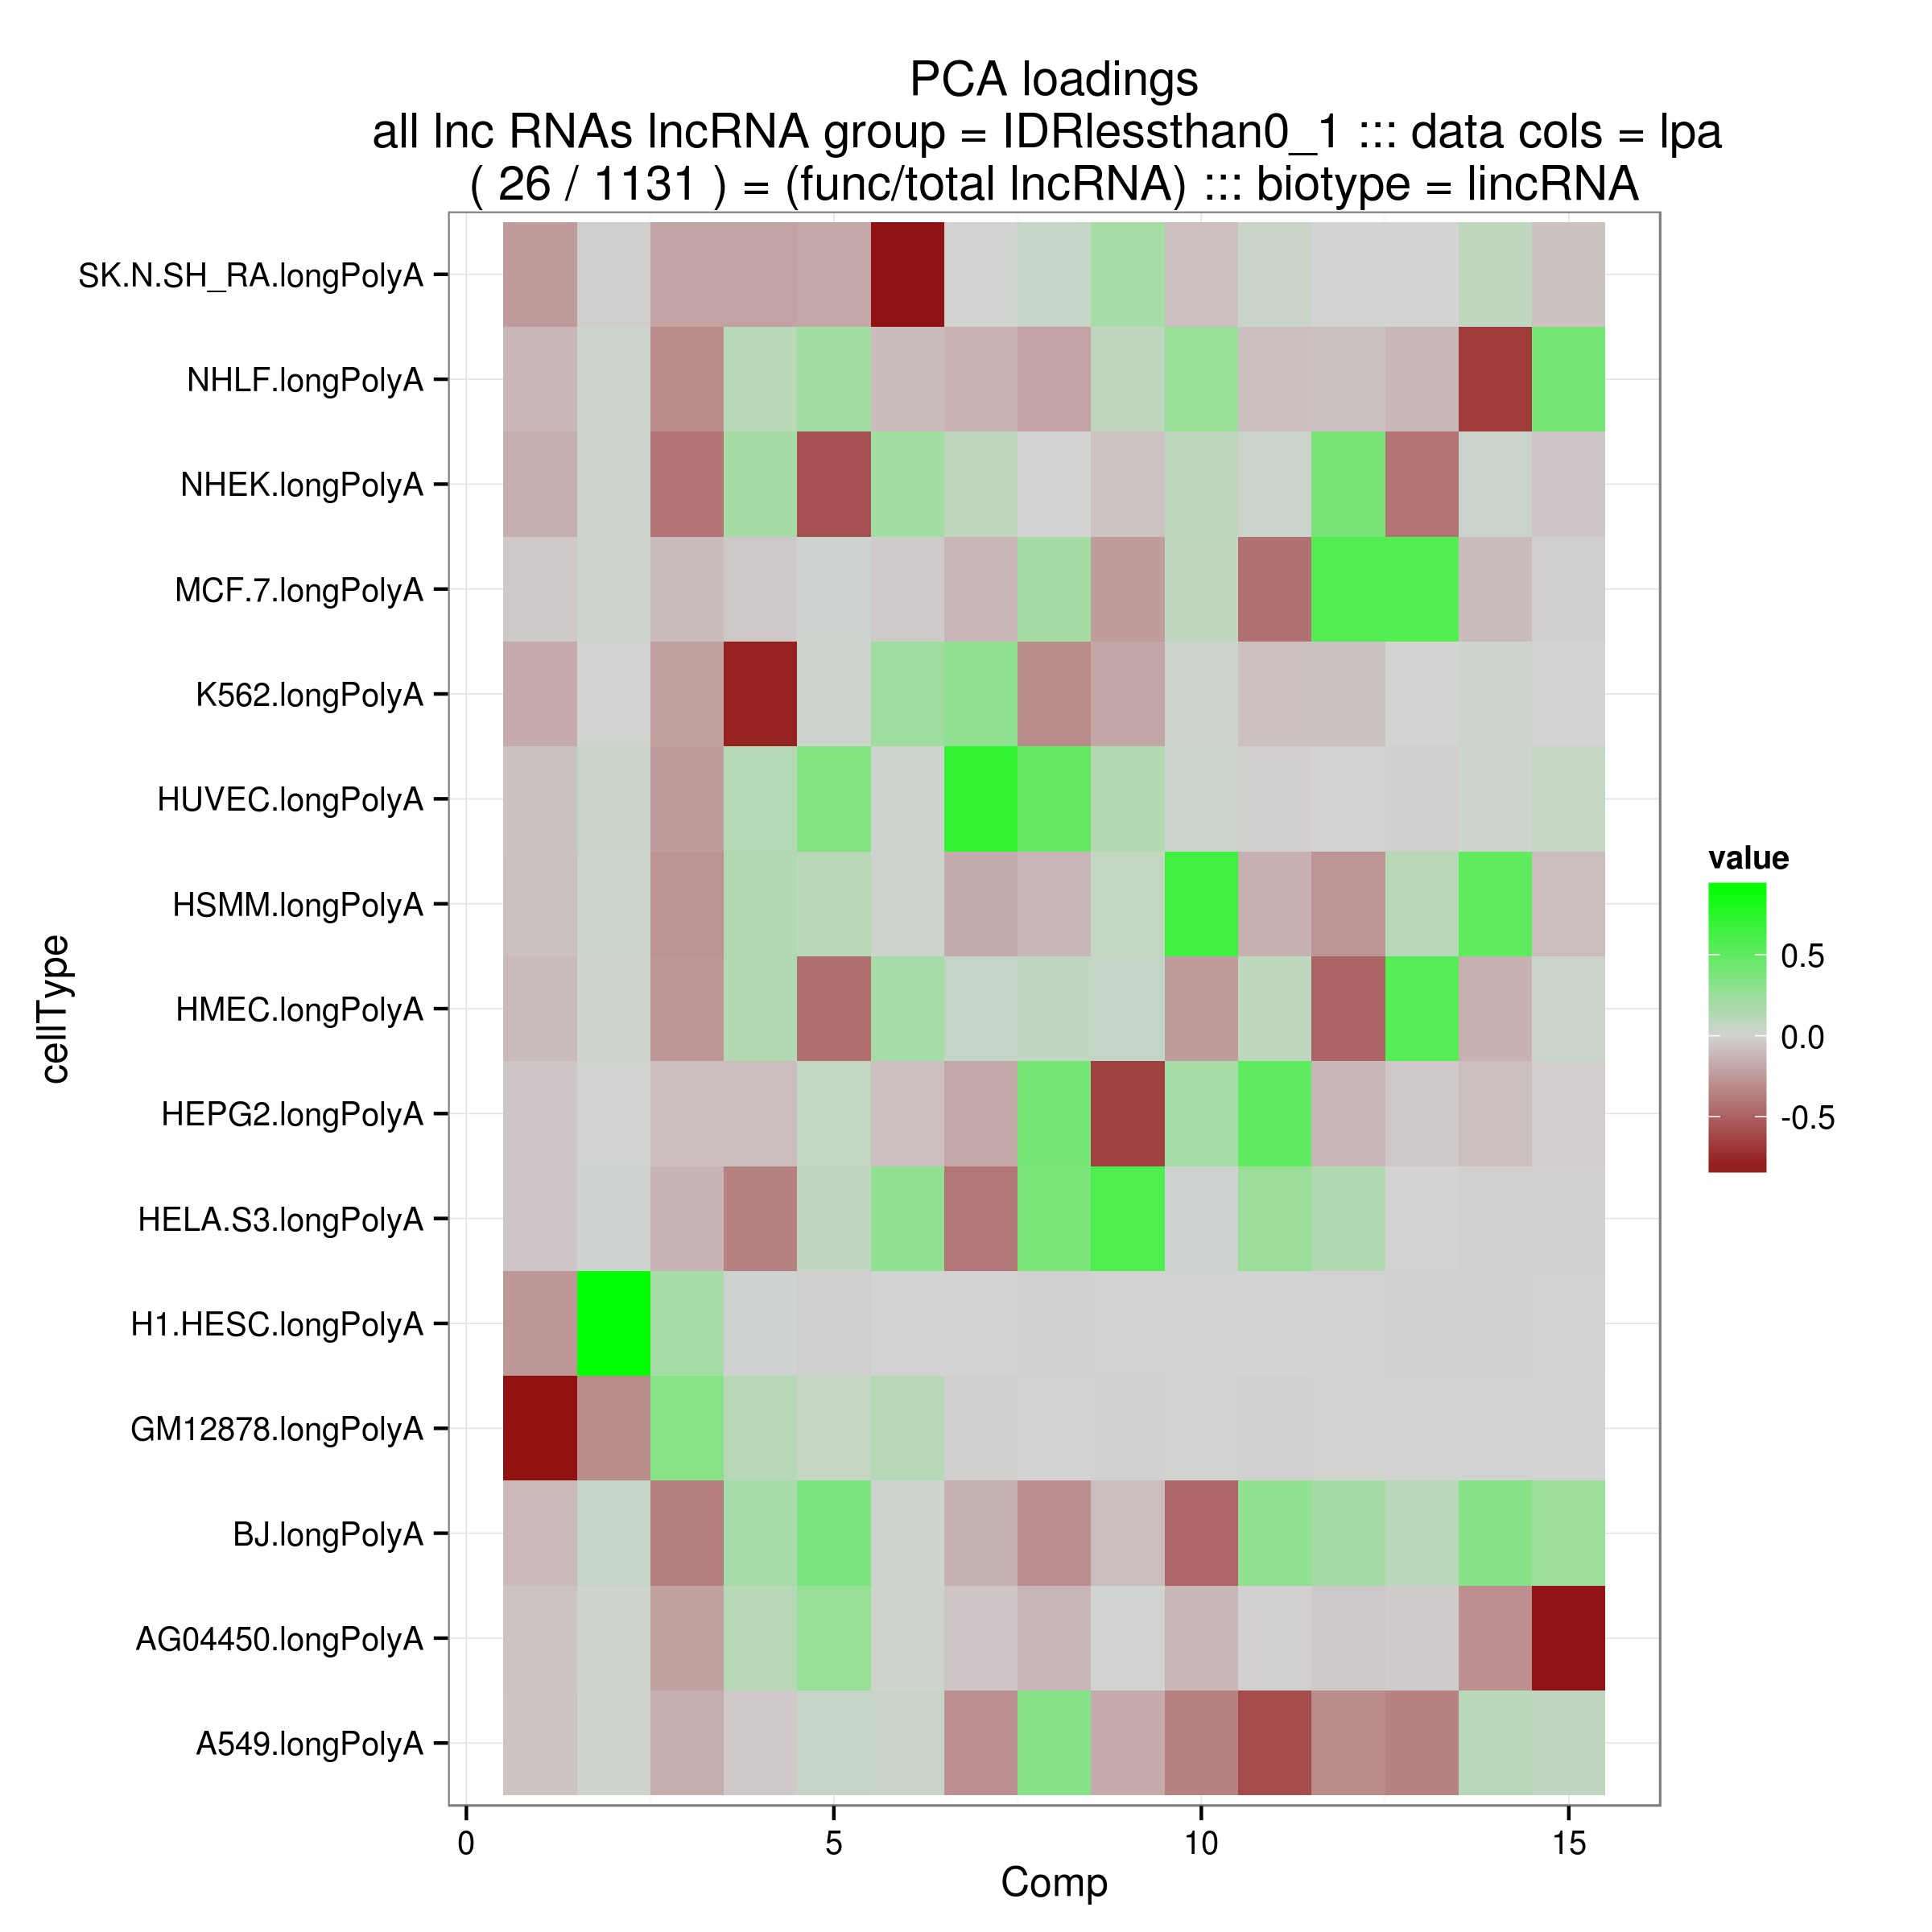 PCA loadings
all lnc RNAs lncRNA group = IDRlessthan0_1 ::: data cols = lpa
( 26 / 1131 ) = (func/total lncRNA) ::: biotype = lincRNA
cellType
SK.N.SH_RA.longPolyA
NHLF.longPolyA
NHEK.longPolyA
MCF.7.longPolyA
K562.longPolyA
HUVEC.longPolyA
HSMM.longPolyA
HMEC.longPolyA
HEPG2.longPolyA
HELA.S3.longPolyA
H1.HESC.longPolyA
GM12878.longPolyA
BJ.longPolyA
AG04450.longPolyA
A549.longPolyA
0 5 10 15
Comp
value
0.5
0.0
-0.5